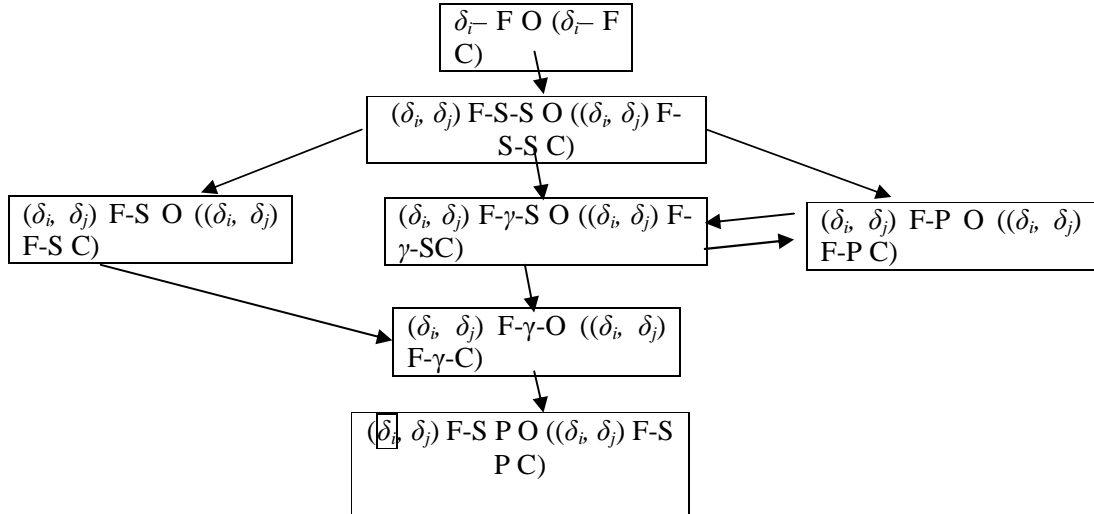 δᵢ– F O (δᵢ– F
C)
(δᵢ, δⱼ) F-S-S O ((δᵢ, δⱼ) F-
S-S C)
(δᵢ, δⱼ) F-S O ((δᵢ, δⱼ)
F-S C)
(δᵢ, δⱼ) F-γ-S O ((δᵢ, δⱼ) F-
γ-SC)
(δᵢ, δⱼ) F-P O ((δᵢ, δⱼ)
F-P C)
(δᵢ, δⱼ) F-γ-O ((δᵢ, δⱼ)
F-γ-C)
(δᵢ, δⱼ) F-S P O ((δᵢ, δⱼ) F-S
P C)